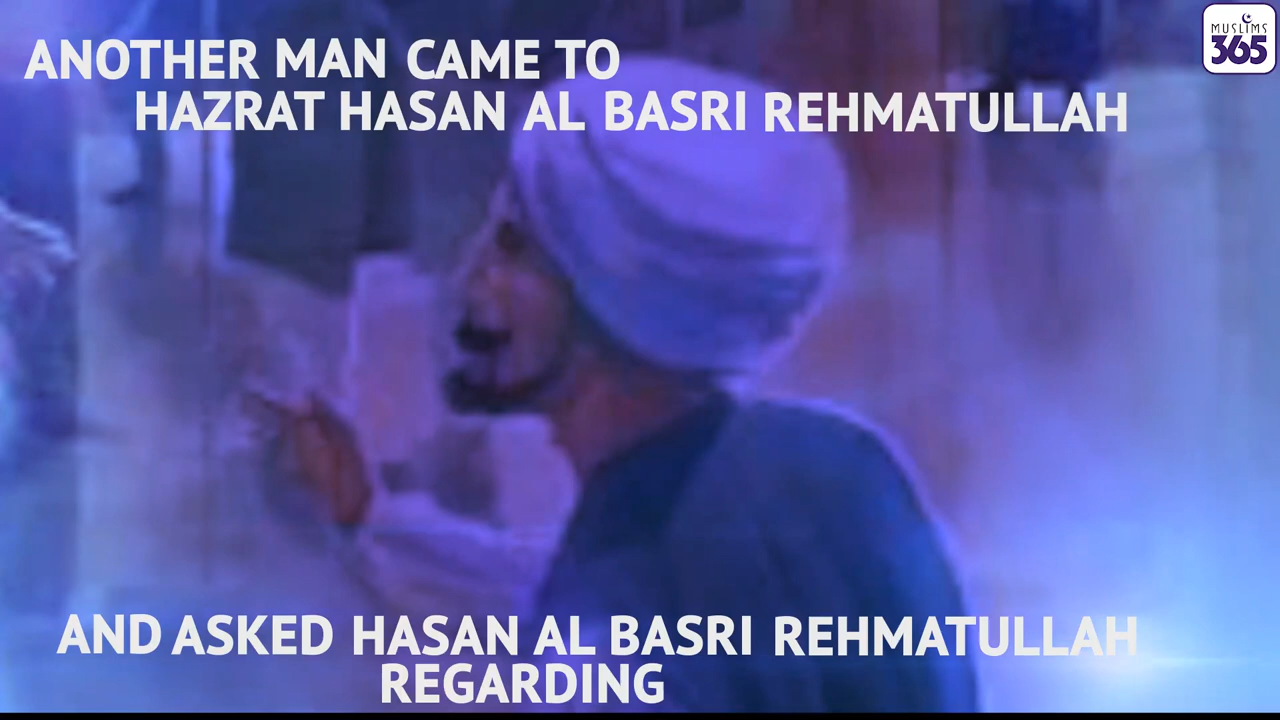 MUSLIMS
365
ANOTHER MAN CAME TO
HAZRAT HASAN AL BASRI REHMATULLAH
AND ASKED HASAN AL BASRI REHMATULLAH
REGARDING